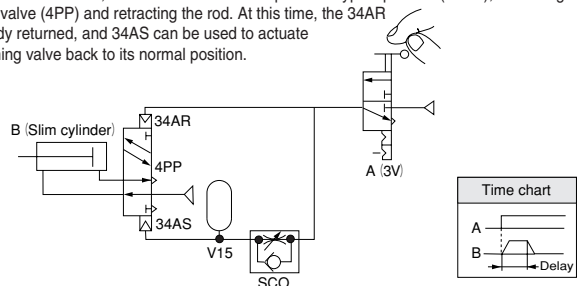 valve (4PP) and retracting the rod. At this time, the 34AR
dy returned, and 34AS can be used to actuate
ing valve back to its normal position.
34AR
B (Slim cylinder)
4PP
A (3V)
34AS
V15
SCO
Time chart
A
B
Delay